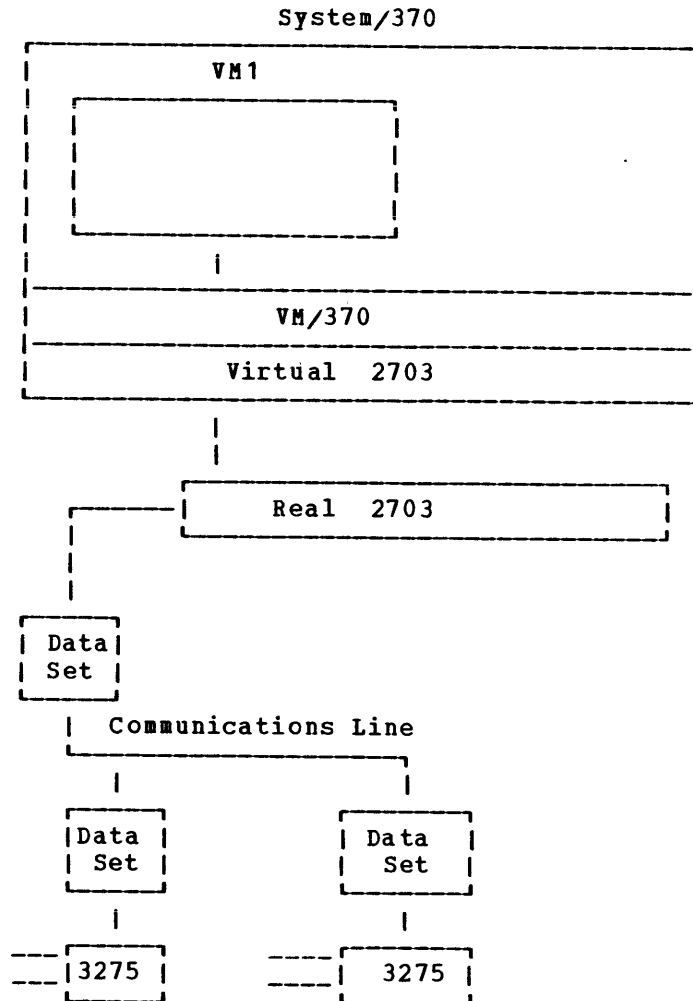 System/370
VM1
VM/370
Virtual 2703
Real 2703
Data
Set
Communications Line
Data
Set
Data
Set
3275
3275